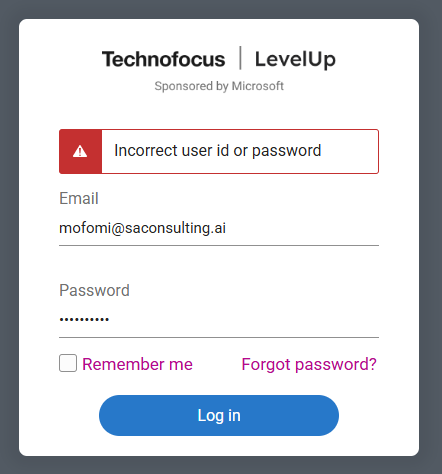 Technofocus | LevelUp
Sponsored by Microsoft
Incorrect user id or password
Email
mofomi@saconsulting.ai
Password
••••••••••
Remember me Forgot password?
Log in